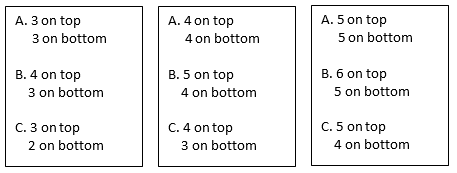 A. 3 on top
3 on bottom
B. 4 on top
3 on bottom
C. 3 on top
2 on bottom
A. 4 on top
4 on bottom
B. 5 on top
4 on bottom
C. 4 on top
3 on bottom
A. 5 on top
5 on bottom
B. 6 on top
5 on bottom
C. 5 on top
4 on bottom